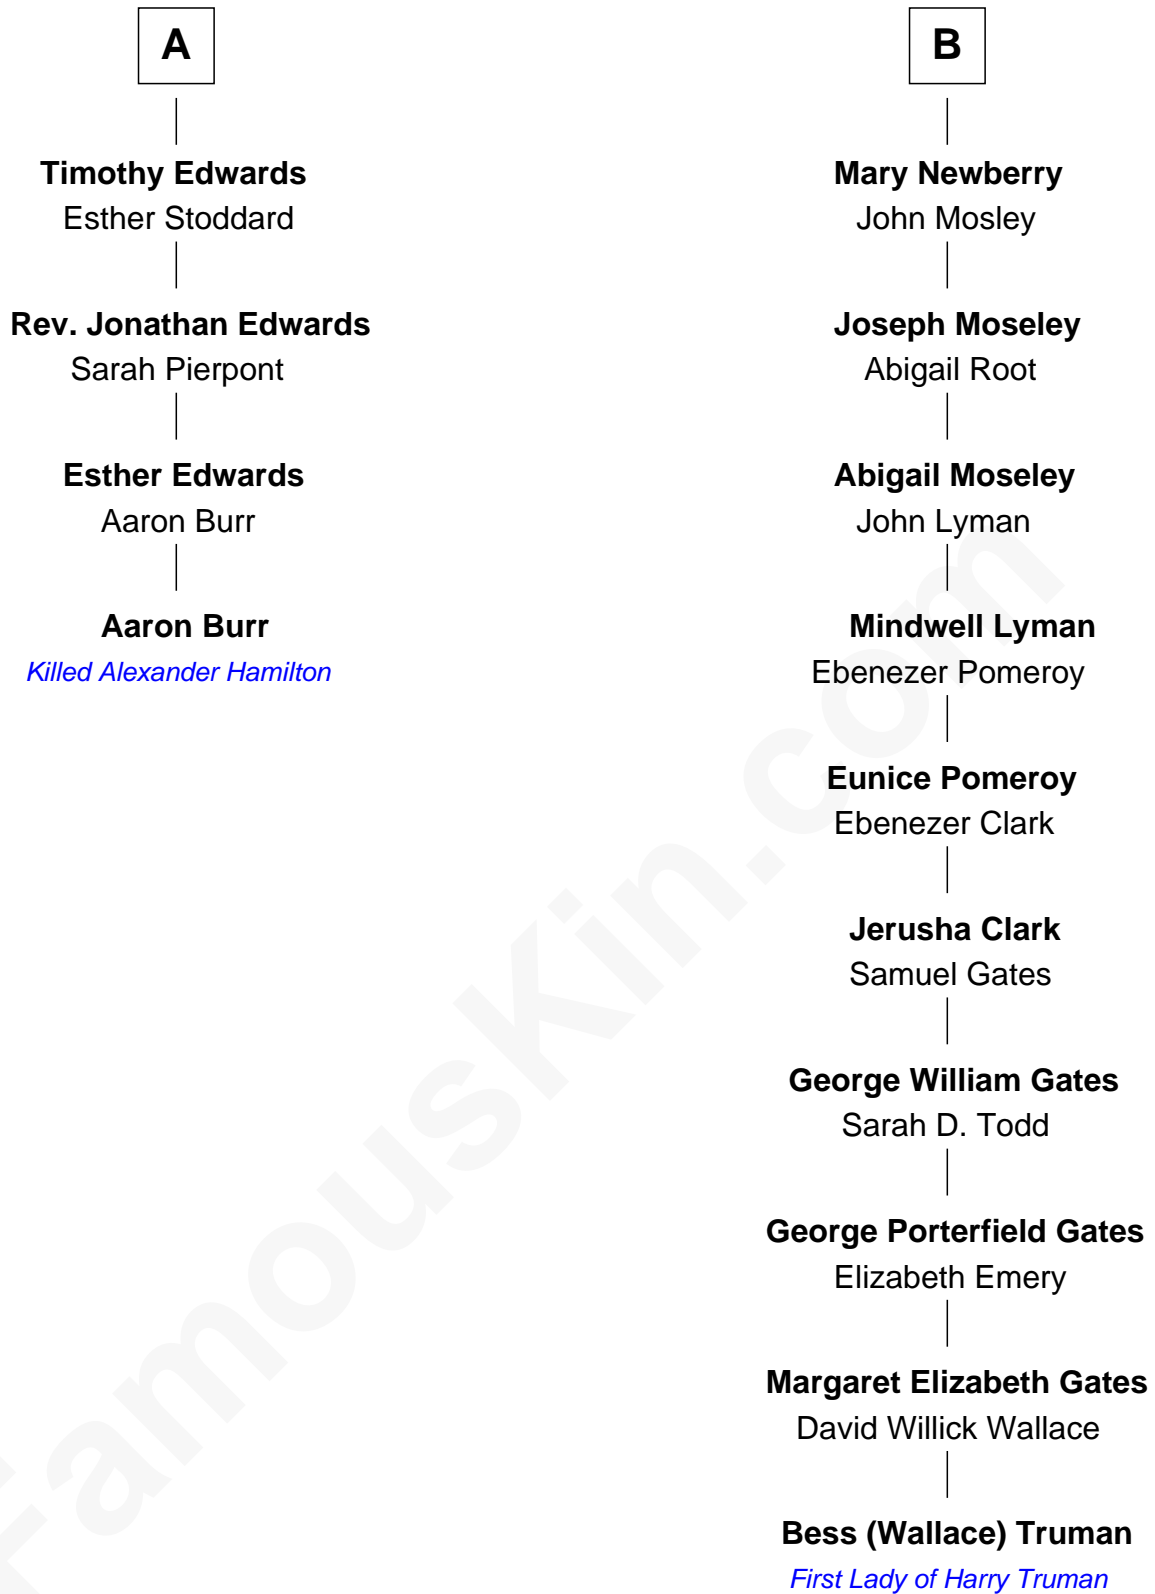 A
Timothy Edwards
Esther Stoddard
Rev. Jonathan Edwards
Sarah Pierpont
Esther Edwards
Aaron Burr
Aaron Burr
Killed Alexander Hamilton
B
Mary Newberry
John Mosley
Joseph Moseley
Abigail Root
Abigail Moseley
John Lyman
Mindwell Lyman
Ebenezer Pomeroy
Eunice Pomeroy
Ebenezer Clark
Jerusha Clark
Samuel Gates
George William Gates
Sarah D. Todd
George Porterfield Gates
Elizabeth Emery
Margaret Elizabeth Gates
David Willick Wallace
Bess (Wallace) Truman
First Lady of Harry Truman
FamousKin.com